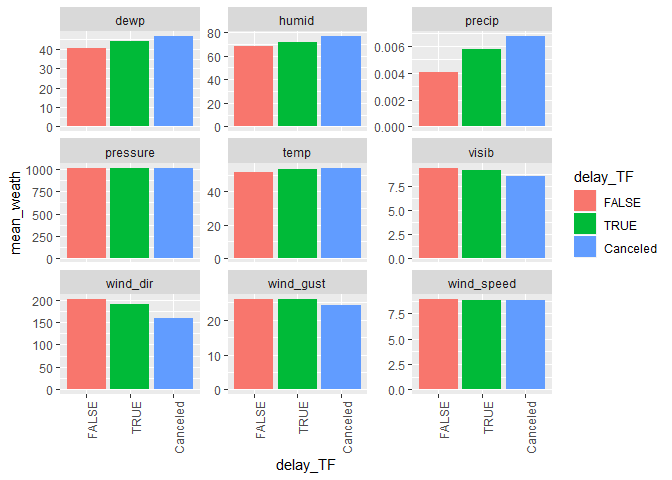 dewp
humid
precip
40
30
20
10
0
80
60
40
20
0
0.006
0.004
0.002
0.000
pressure
temp
visib
1000
750
500
250
0
40
20
0
7.5
5.0
2.5
0.0
wind_dir
wind_gust
wind_speed
200
150
100
50
0
20
10
0
7.5
5.0
2.5
0.0
FALSE
TRUE
Canceled
FALSE
TRUE
Canceled
FALSE
TRUE
Canceled
delay_TF
mean_weath
delay_TF
FALSE
TRUE
Canceled